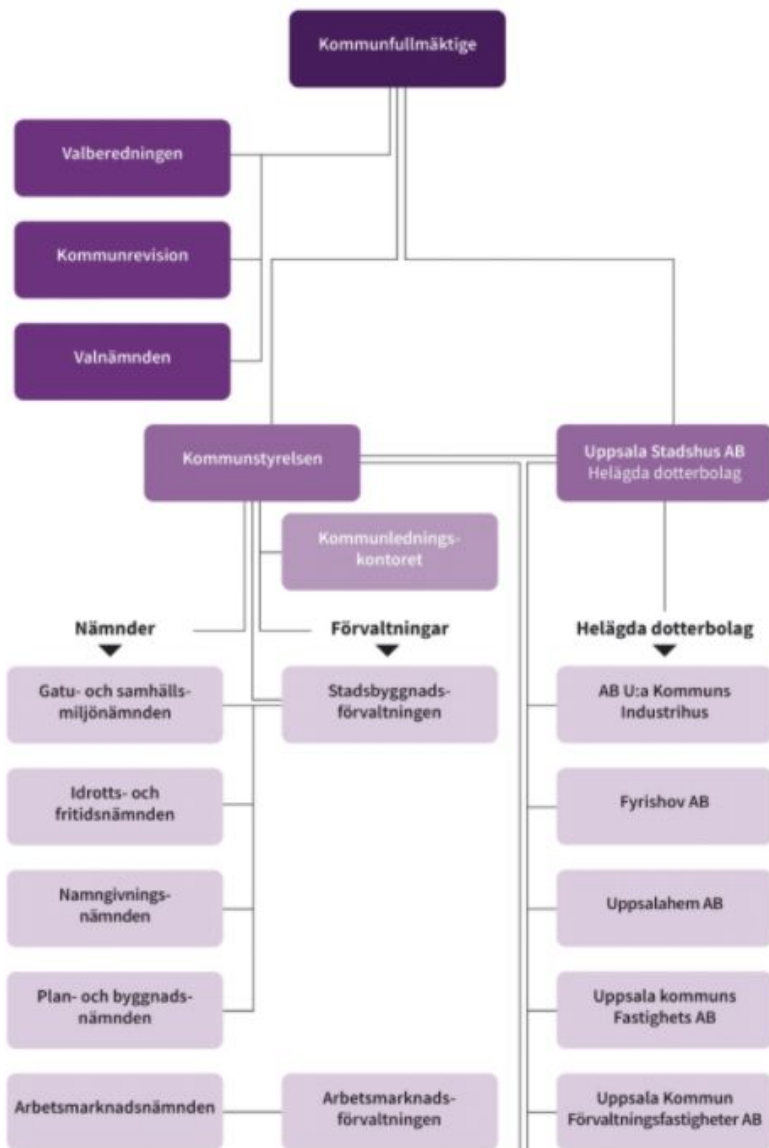 Kommunfullmäktige
Valberedningen
Kommunrevision
Valnämnden
Kommunstyrelsen
Uppsala Stadshus AB
Helägda dotterbolag
Kommunlednings-
kontoret
Nämnder
Förvaltningar
Helägda dotterbolag
Gatu- och samhälls-
miljönämnden
Stadsbyggnads-
förvaltningen
AB U:a Kommuns
Industrihus
Idrotts- och
fritidsnämnden
Fyrishov AB
Namngivnings-
nämnden
Uppsalahem AB
Plan- och byggnads-
nämnden
Uppsala kommuns
Fastighets AB
Arbetsmarknadsnämnden
Arbetsmarknads-
förvaltningen
Uppsala Kommun
Förvaltningsfastigheter AB